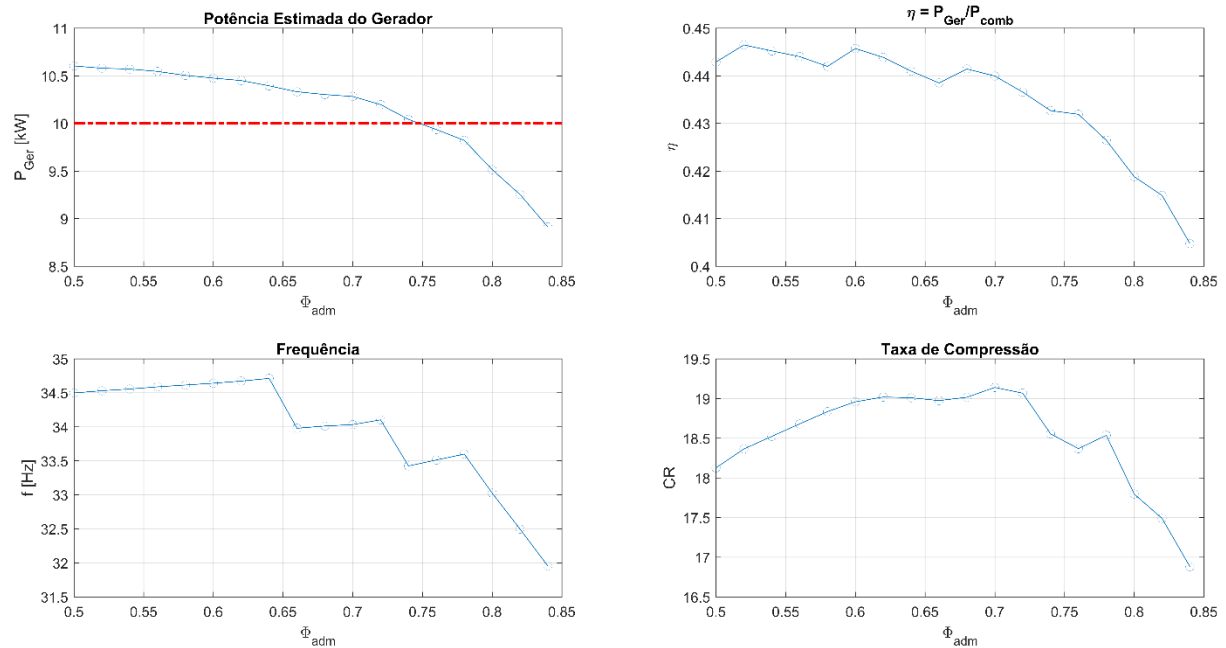 Potência Estimada do Gerador
11
10.5
10
9.5
9
8.5
P_Ger [kW]
0.5 0.55 0.6 0.65 0.7 0.75 0.8 0.85
Φ_adm
η = P_Ger/P_comb
0.45
0.44
0.43
0.42
0.41
0.4
η
0.5 0.55 0.6 0.65 0.7 0.75 0.8 0.85
Φ_adm
Frequência
35
34.5
34
33.5
33
32.5
32
31.5
f [Hz]
0.5 0.55 0.6 0.65 0.7 0.75 0.8 0.85
Φ_adm
Taxa de Compressão
19.5
19
18.5
18
17.5
17
16.5
CR
0.5 0.55 0.6 0.65 0.7 0.75 0.8 0.85
Φ_adm